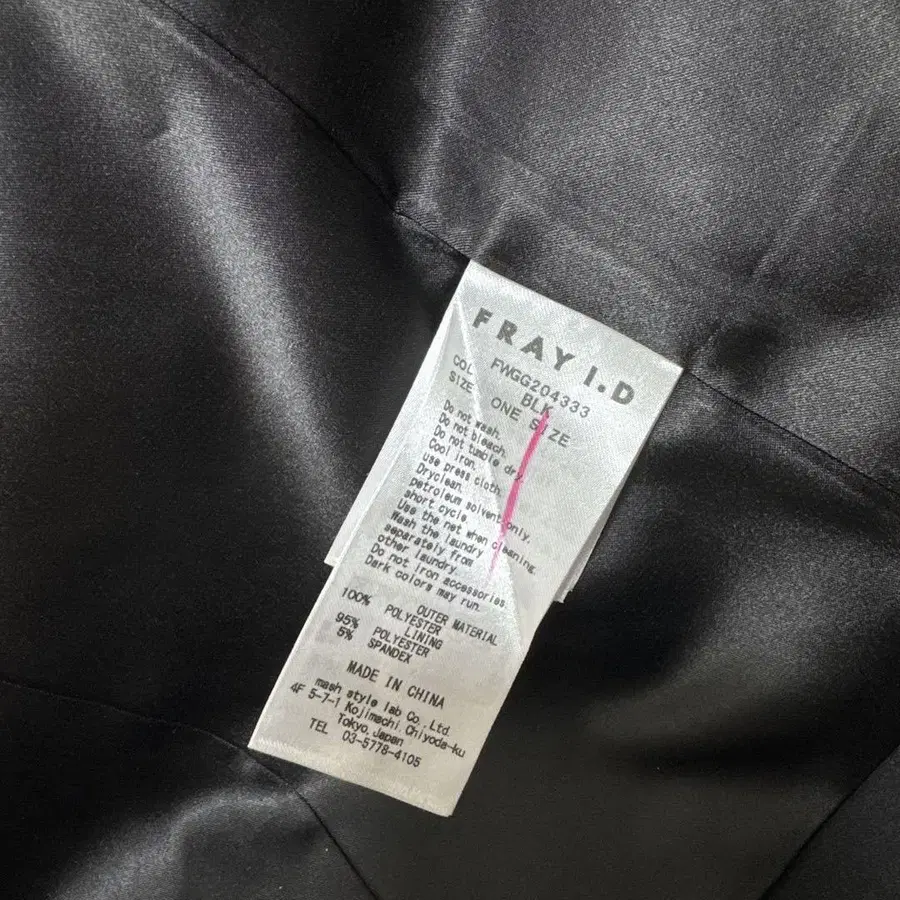 FRAY I.D
FWGG204333
COL BLK
SIZE ONE SIZE
Do not wash.
Do not bleach.
Do not tumble dry.
Cool iron.
use press cloth.
Dryclean.
petroleum solvent only.
short cycle.
Use the net when cleaning.
Wash the laundry
separately from
other laundry.
Do not iron accessories.
Dark colors may run.
OUTER MATERIAL
100% POLYESTER
LINING
95% POLYESTER
5% SPANDEX
MADE IN CHINA
mash style lab Co.,Ltd.
4F 5-7-1 Kojimachi Chiyoda-ku
Tokyo,Japan
TEL 03-5778-4105